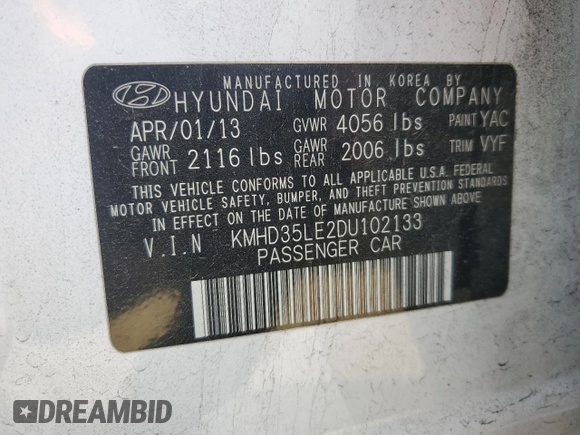 MANUFACTURED IN KOREA BY
HYUNDAI MOTOR COMPANY
APR/01/13 GVWR 4056 lbs PAINT YAC
GAWR FRONT 2116 lbs GAWR REAR 2006 lbs TRIM VYF
THIS VEHICLE CONFORMS TO ALL APPLICABLE U.S.A. FEDERAL
MOTOR VEHICLE SAFETY, BUMPER, AND THEFT PREVENTION STANDARDS
IN EFFECT ON THE DATE OF MANUFACTURE SHOWN ABOVE
V.I.N KMHD35LE2DU102133
PASSENGER CAR
DREAMBID